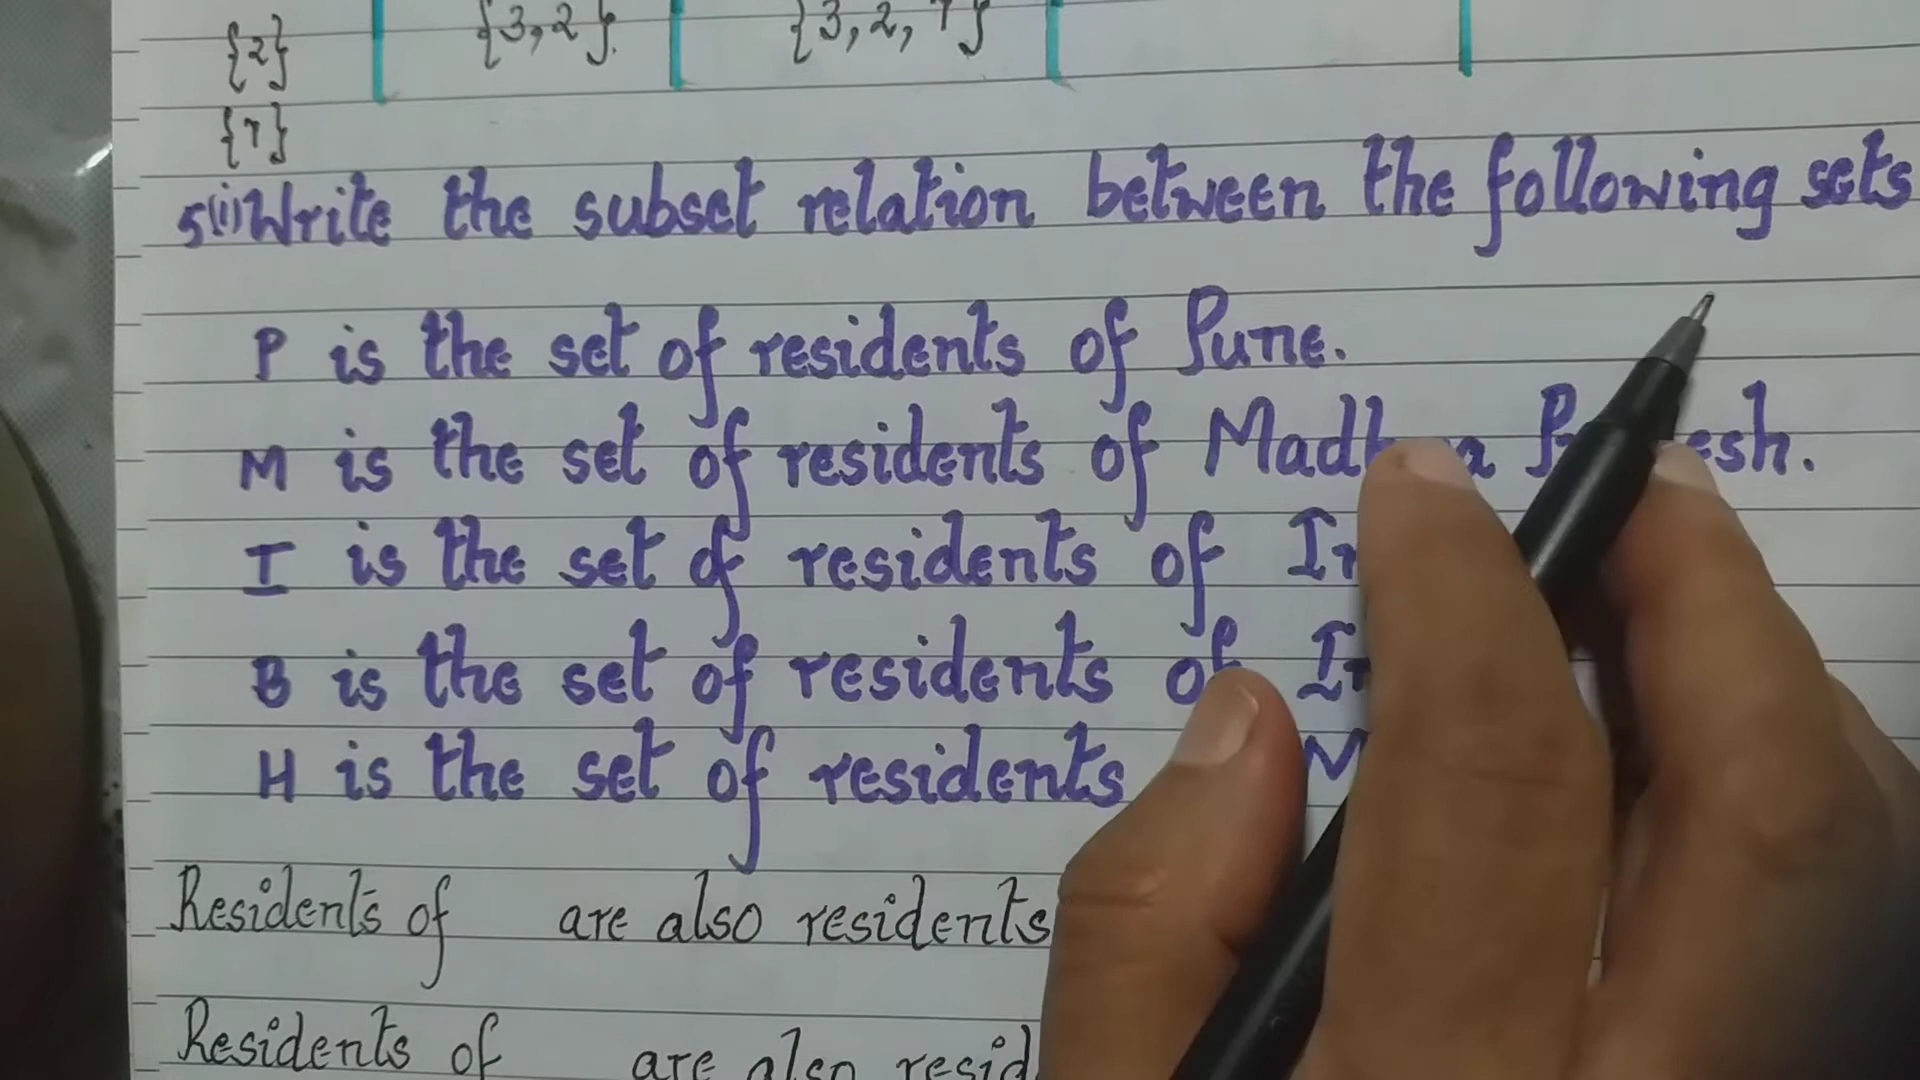 {2} {3,2}. {3,2,7}
{7}
5(i) Write the subset relation between the following sets
P is the set of residents of Pune.
M is the set of residents of Madh
I is the set of residents of
B is the set of residents of
H is the set of residents
Residents of are also residents
Residents of are also